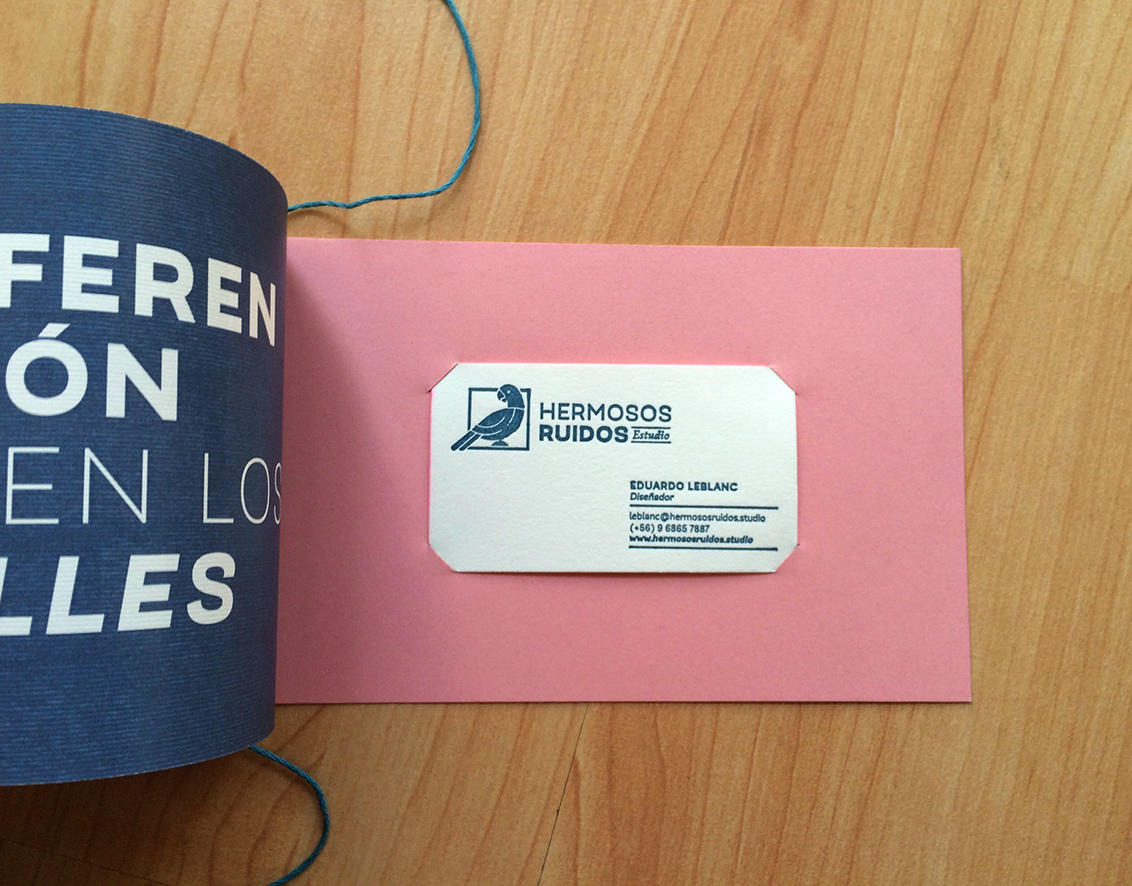 FEREN
ÓN
EN LOS
LLES
HERMOSOS
RUIDOS Estudio
EDUARDO LEBLANC
Diseñador
leblanc@hermososruidos.studio
(+56) 9 6865 7887
www.hermososruidos.studio